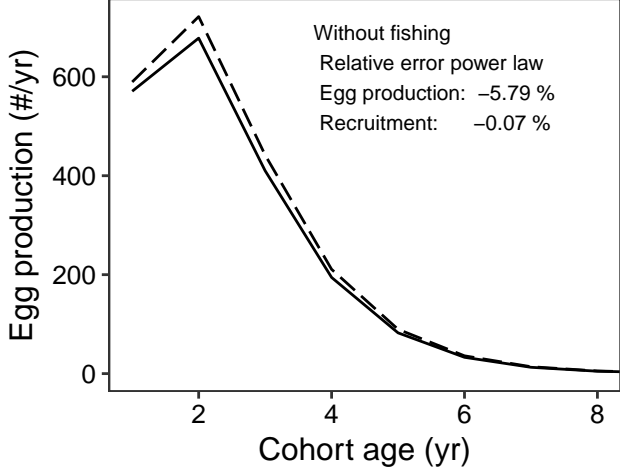 Without fishing
Relative error power law
Egg production: −5.79 %
Recruitment: −0.07 %
Egg production (#/yr)
600
400
200
0
2 4 6 8
Cohort age (yr)